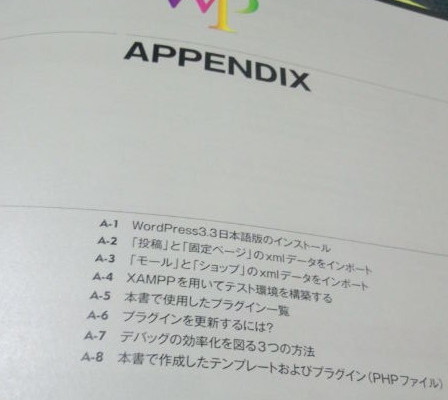 APPENDIX
A-1 WordPress3.3日本語版のインストール
A-2 「投稿」と「固定ページ」のxmlデータをインポート
A-3 「モール」と「ショップ」のxmlデータをインポート
A-4 XAMPPを用いてテスト環境を構築する
A-5 本書で使用したプラグイン一覧
A-6 プラグインを更新するには?
A-7 デバッグの効率化を図る3つの方法
A-8 本書で作成したテンプレートおよびプラグイン(PHPファイル)